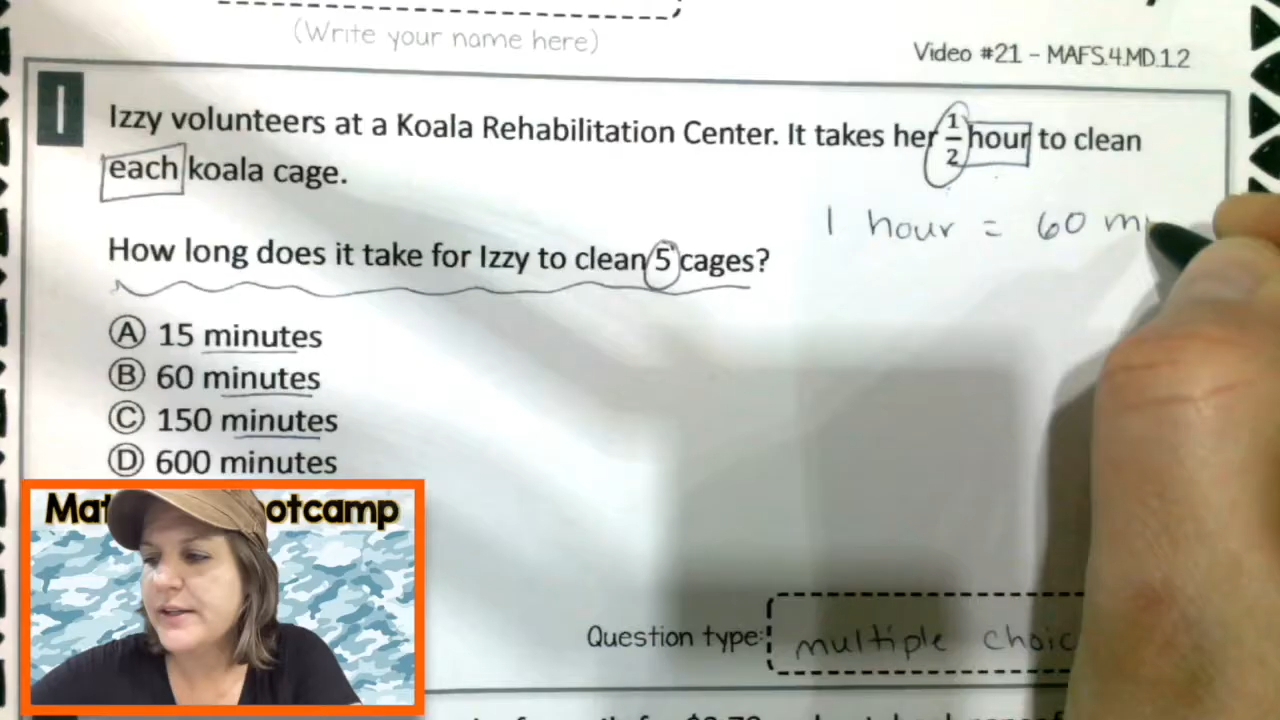 (Write your name here)
Video #21 - MAFS.4.MD.1.2
1
Izzy volunteers at a Koala Rehabilitation Center. It takes her 1/2 hour to clean
each koala cage.
1 hour = 60
How long does it take for Izzy to clean 5 cages?
A 15 minutes
B 60 minutes
C 150 minutes
D 600 minutes
Question type: multiple